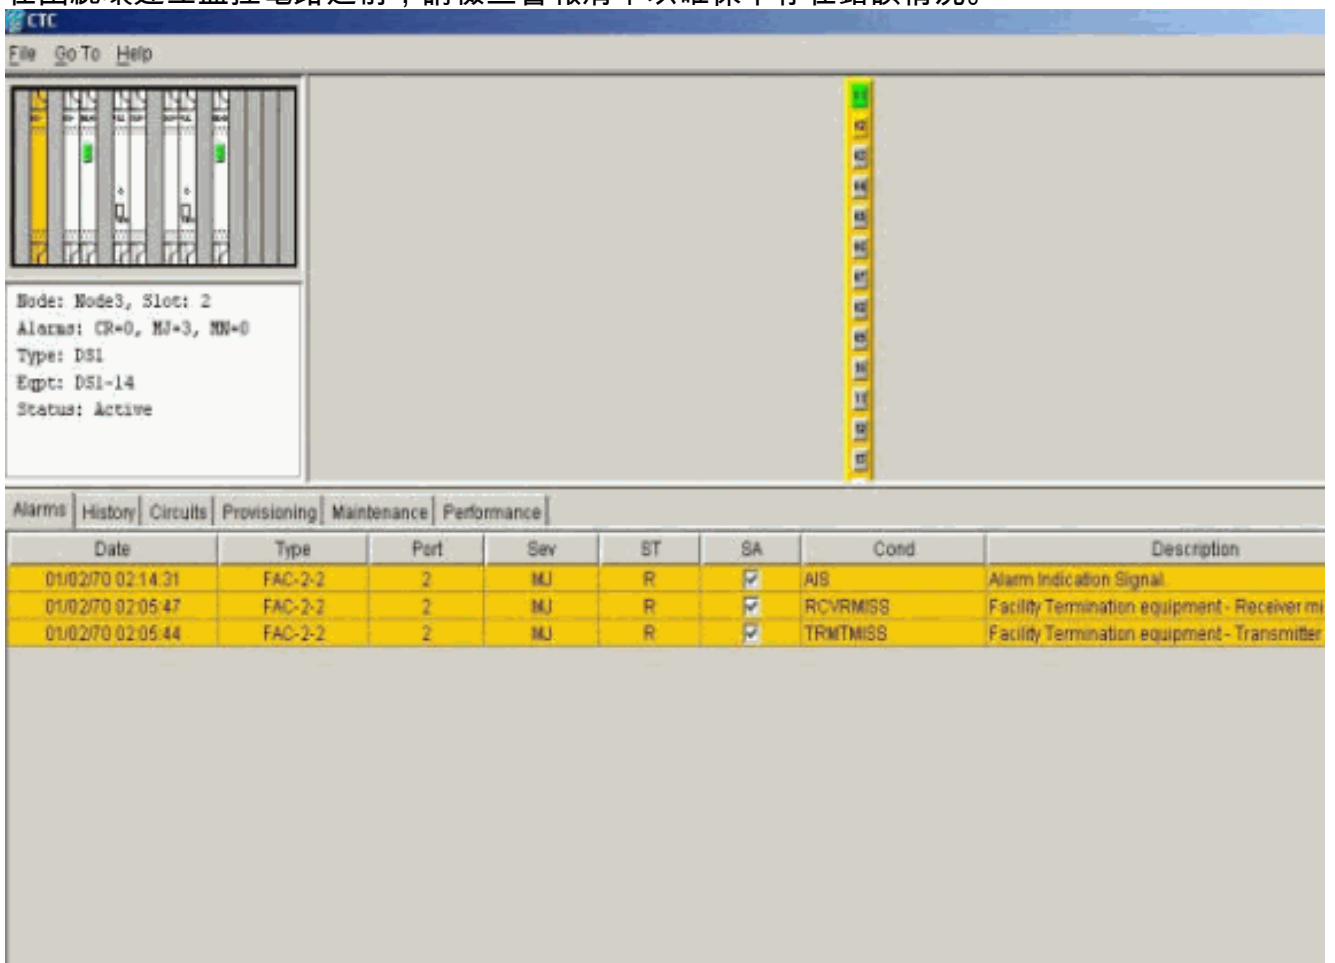 CTC
File Go To Help
Node: Node3, Slot: 2
Alarms: CR=0, MJ=3, MN=0
Type: DS1
Eqpt: DS1-14
Status: Active
Alarms History Circuits Provisioning Maintenance Performance
Date Type Port Sev ST SA Cond Description
01/02/70 02:14:31 FAC-2-2 2 MJ R AIS Alarm Indication Signal.
01/02/70 02:05:47 FAC-2-2 2 MJ R RCVRMISS Facility Termination equipment - Receiver mi
01/02/70 02:05:44 FAC-2-2 2 MJ R TRMTMISS Facility Termination equipment - Transmitter